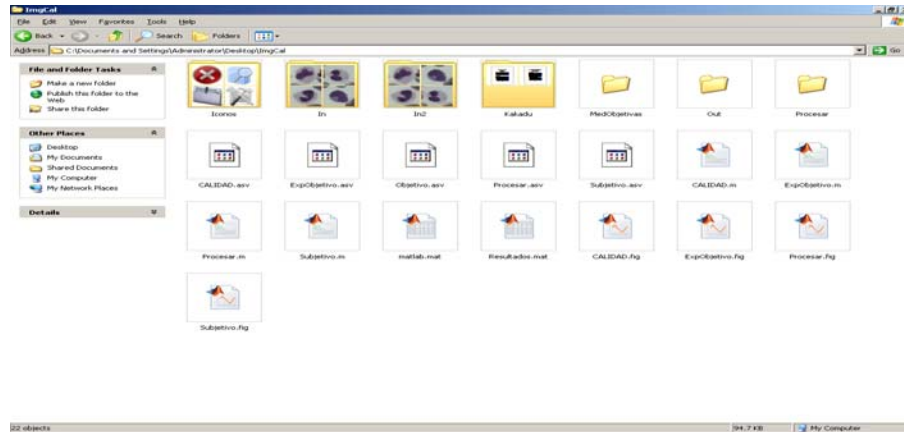 ImgCal
File Edit View Favorites Tools Help
Back Search Folders
Address C:\Documents and Settings\Administrator\Desktop\ImgCal Go
File and Folder Tasks
Make a new folder
Publish this folder to the Web
Share this folder
Other Places
Desktop
My Documents
Shared Documents
My Computer
My Network Places
Details
Iconos In In2 Kakadu MedObjetivas Out Procesar
CALIDAD.asv ExpObjetivo.asv Objetivo.asv Procesar.asv Subjetivo.asv CALIDAD.m ExpObjetivo.m
Procesar.m Subjetivo.m matlab.mat Resultados.mat CALIDAD.fig ExpObjetivo.fig Procesar.fig
Subjetivo.fig
22 objects 94.7 KB My Computer